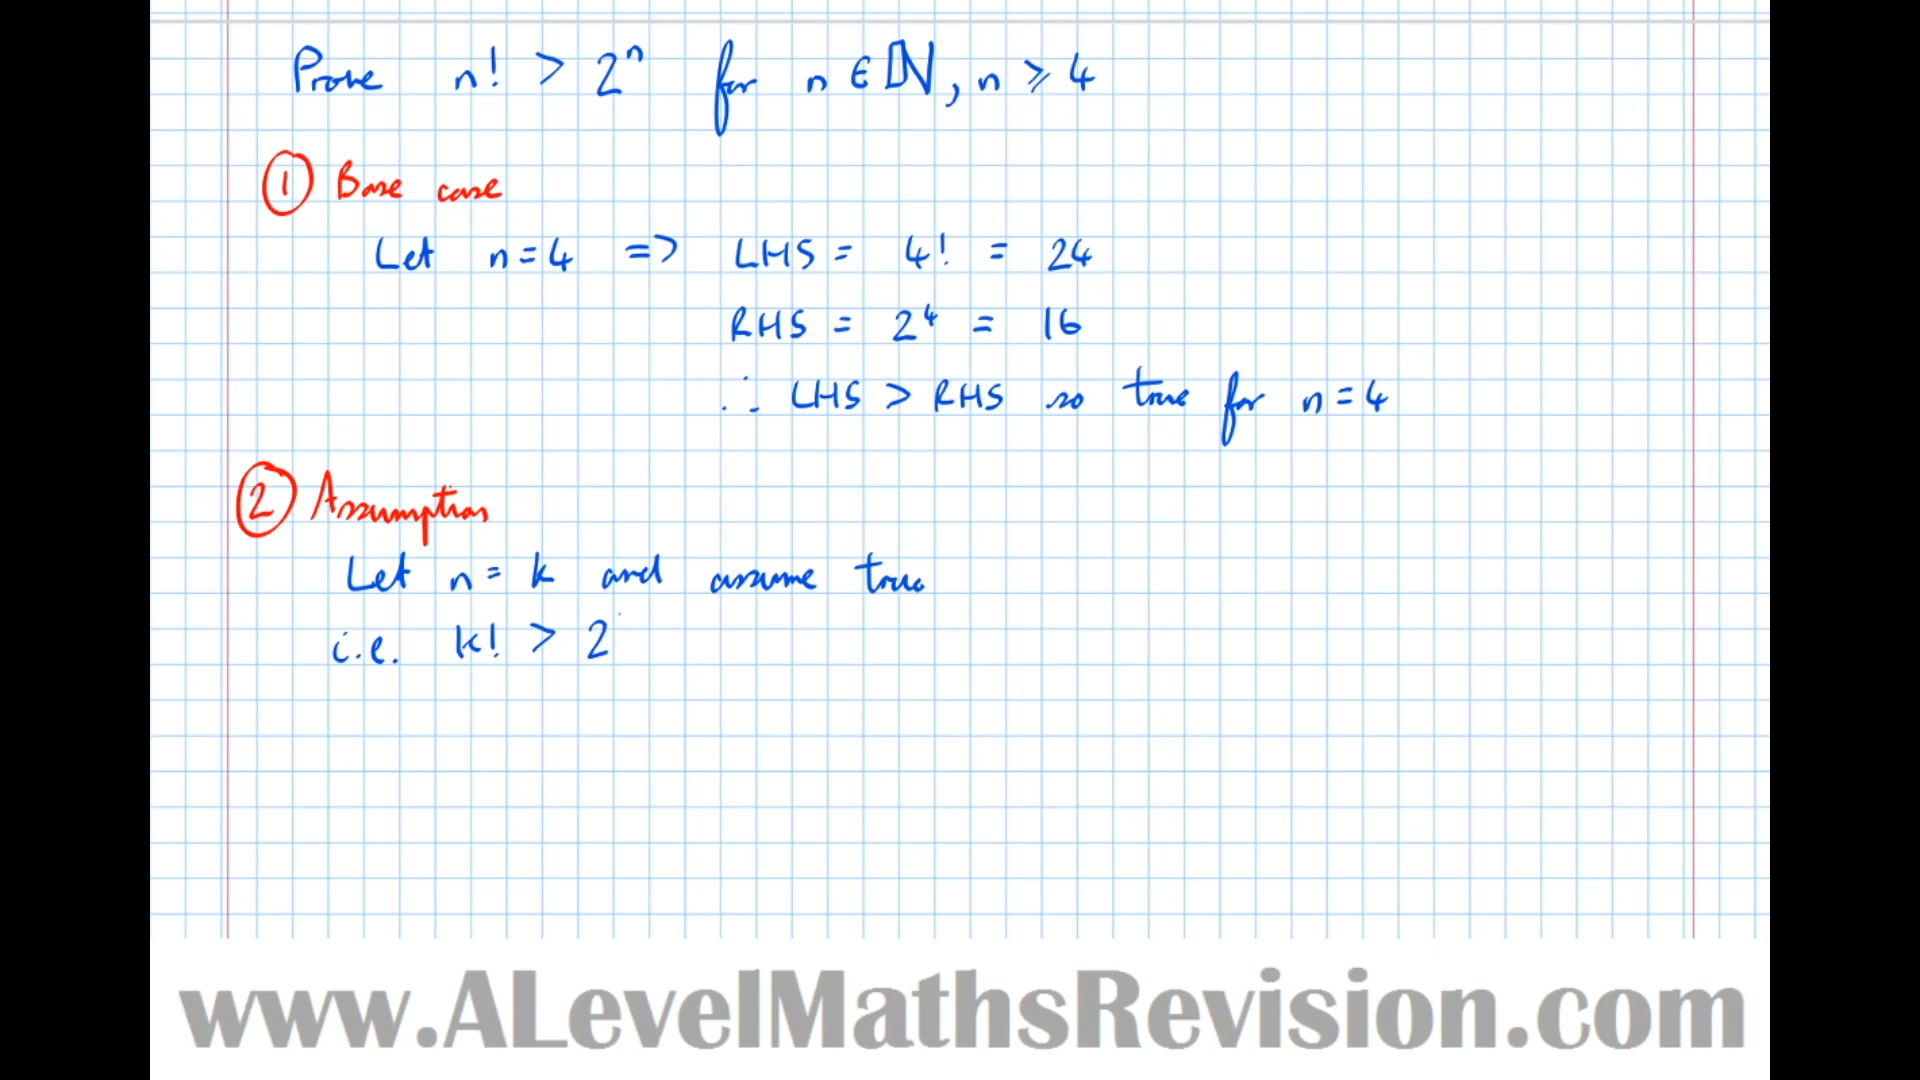 Prove n! > 2ⁿ for n ∈ ℕ, n ⩾ 4
① Base case
Let n = 4 => LHS = 4! = 24
RHS = 2⁴ = 16
∴ LHS > RHS so true for n = 4
② Assumption
Let n = k and assume true
i.e. k! > 2
www.ALevelMathsRevision.com